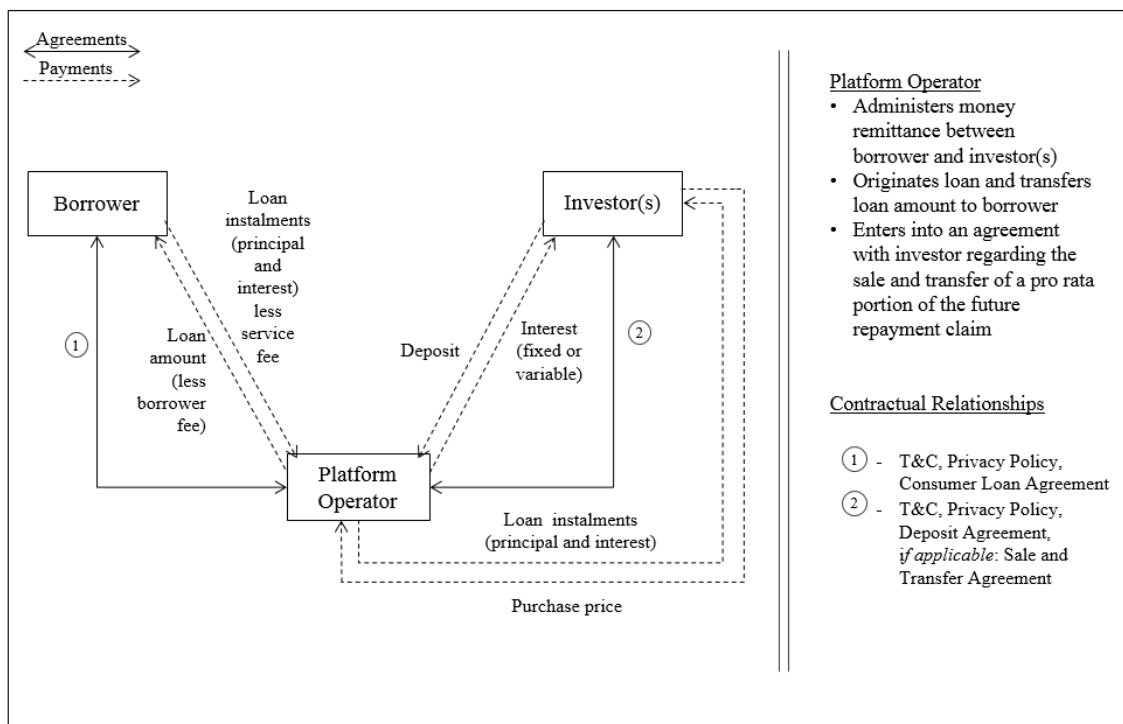 Agreements
Payments
Borrower
Loan
instalments
(principal
and
interest)
less
service
fee
Loan
amount
(less
borrower
fee)
1
Investor(s)
Deposit
Interest
(fixed or
variable)
2
Platform
Operator
Loan instalments
(principal and interest)
Purchase price
Platform Operator
• Administers money
remittance between
borrower and investor(s)
• Originates loan and transfers
loan amount to borrower
• Enters into an agreement
with investor regarding the
sale and transfer of a pro rata
portion of the future
repayment claim
Contractual Relationships
1 - T&C, Privacy Policy,
Consumer Loan Agreement
2 - T&C, Privacy Policy,
Deposit Agreement,
if applicable: Sale and
Transfer Agreement